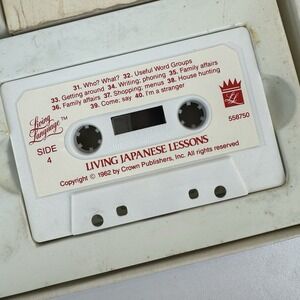 31. Who? What? 32. Useful Word Groups
33. Getting around 34. Writing; phoning 35. Family affairs
36. Family affairs 37. Shopping; menus 38. House hunting
39. Come; say 40. I'm a stranger
Living
Language™
SIDE
4
558750
LIVING JAPANESE LESSONS
Copyright © 1962 by Crown Publishers, Inc. All rights reserved